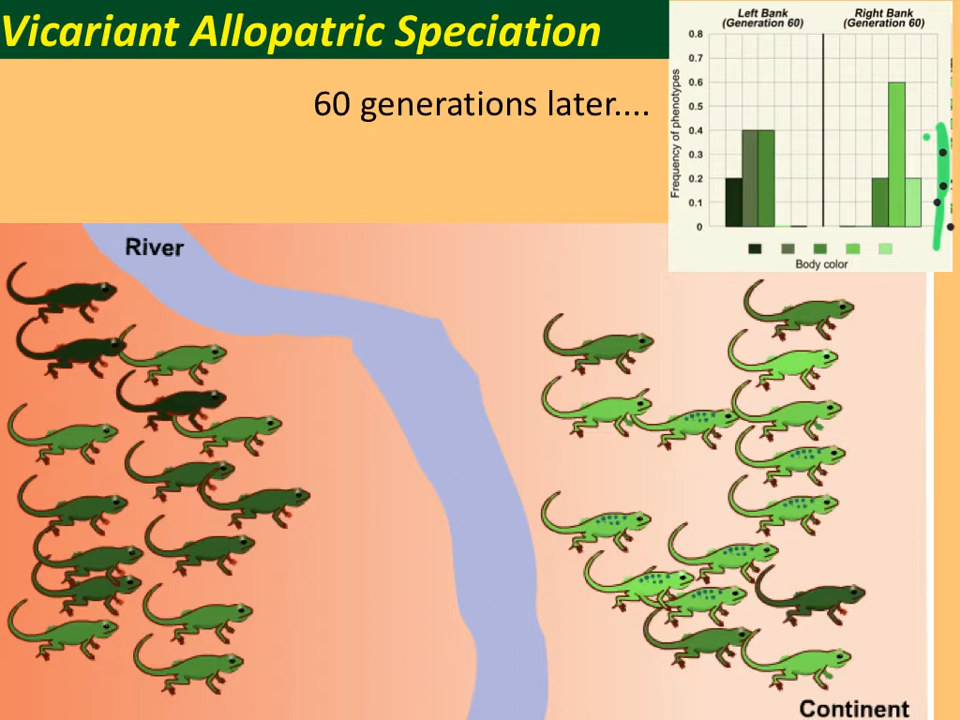 Vicariant Allopatric Speciation
60 generations later....
Left Bank
(Generation 60)
Right Bank
(Generation 60)
Frequency of phenotypes
0.8
0.7
0.6
0.5
0.4
0.3
0.2
0.1
0
Body color
River
Continent